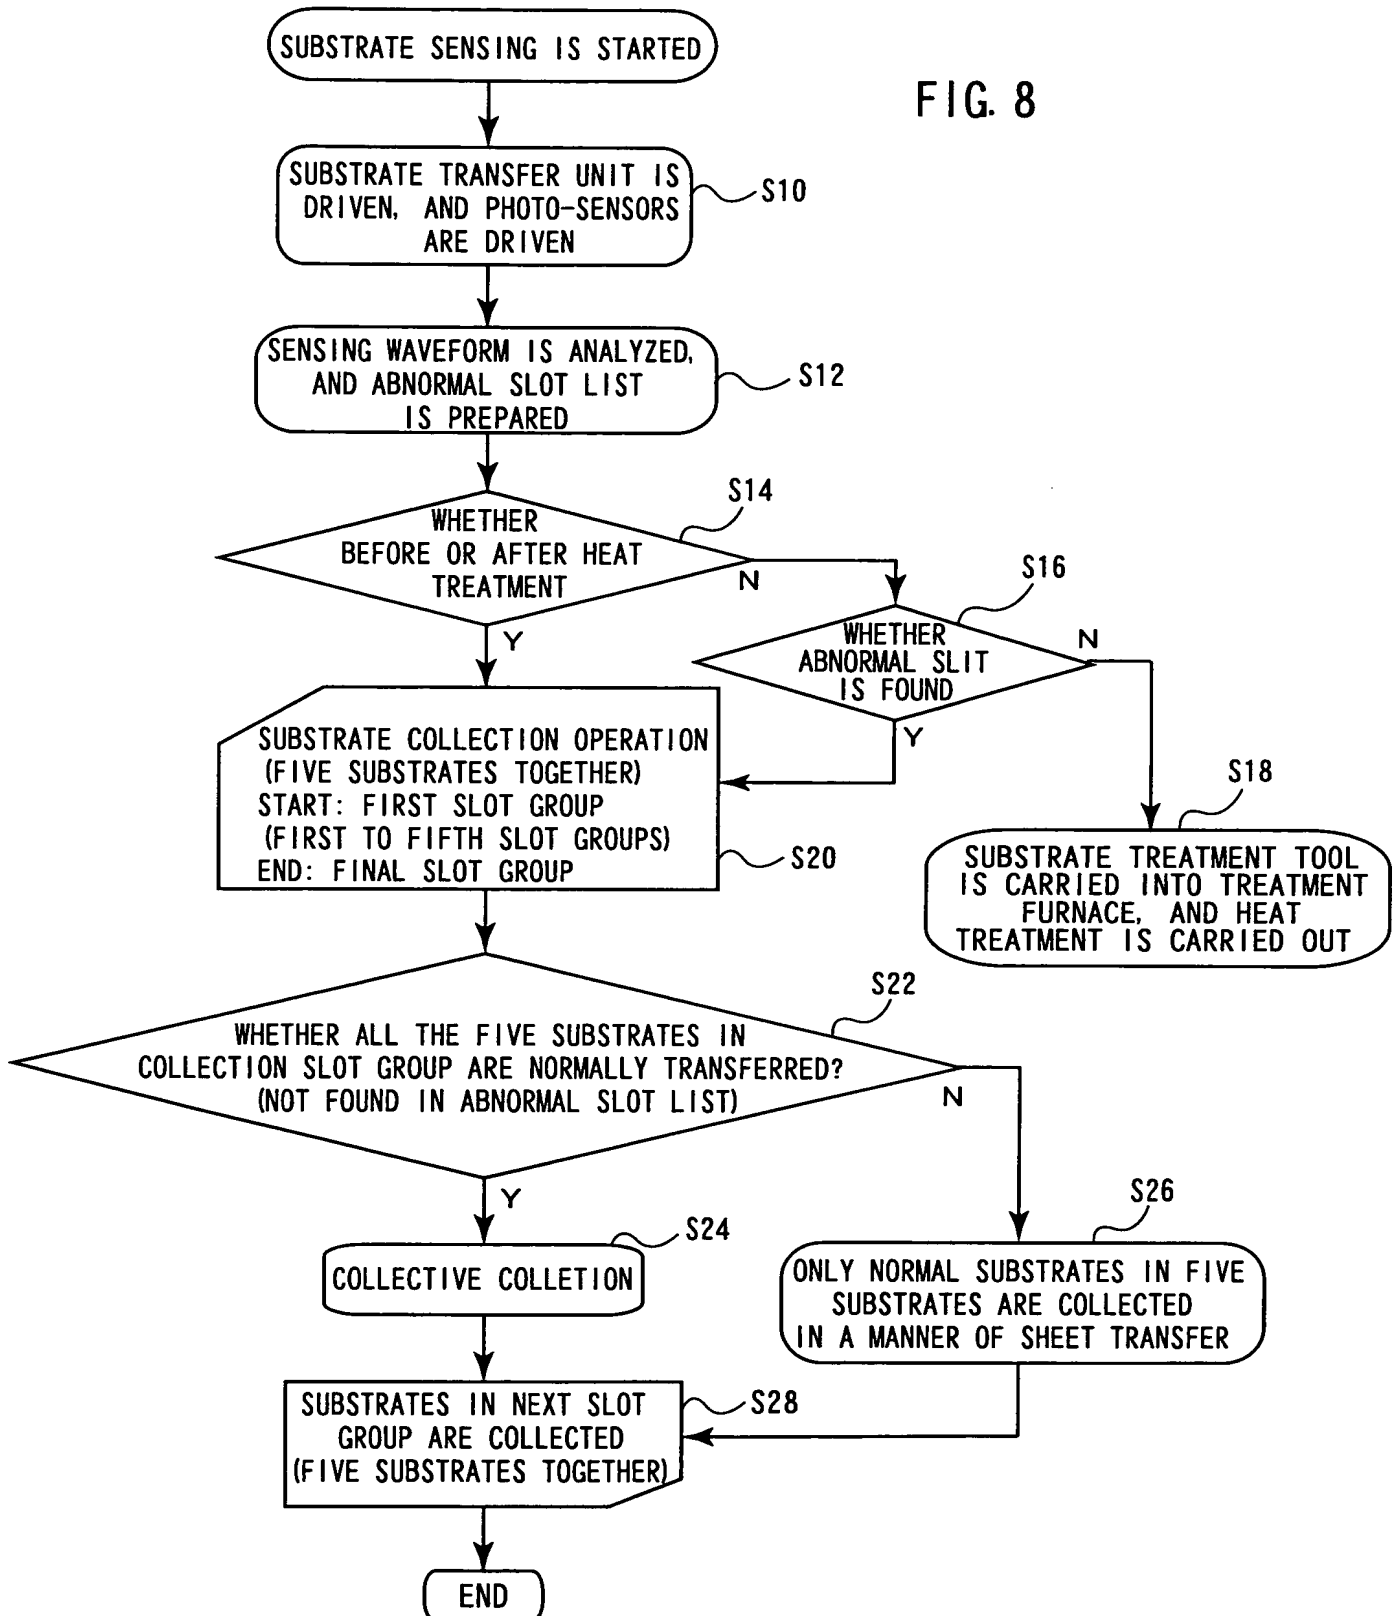 SUBSTRATE SENSING IS STARTED
FIG. 8
SUBSTRATE TRANSFER UNIT IS
DRIVEN, AND PHOTO-SENSORS
ARE DRIVEN
S10
SENSING WAVEFORM IS ANALYZED,
AND ABNORMAL SLOT LIST
IS PREPARED
S12
S14
WHETHER
BEFORE OR AFTER HEAT
TREATMENT
N
Y
S16
WHETHER
ABNORMAL SLIT
IS FOUND
N
Y
S18
SUBSTRATE TREATMENT TOOL
IS CARRIED INTO TREATMENT
FURNACE, AND HEAT
TREATMENT IS CARRIED OUT
SUBSTRATE COLLECTION OPERATION
(FIVE SUBSTRATES TOGETHER)
START: FIRST SLOT GROUP
(FIRST TO FIFTH SLOT GROUPS)
END: FINAL SLOT GROUP
S20
S22
WHETHER ALL THE FIVE SUBSTRATES IN
COLLECTION SLOT GROUP ARE NORMALLY TRANSFERRED?
(NOT FOUND IN ABNORMAL SLOT LIST)
N
Y
S24
COLLECTIVE COLLETION
S26
ONLY NORMAL SUBSTRATES IN FIVE
SUBSTRATES ARE COLLECTED
IN A MANNER OF SHEET TRANSFER
SUBSTRATES IN NEXT SLOT
GROUP ARE COLLECTED
(FIVE SUBSTRATES TOGETHER)
S28
END